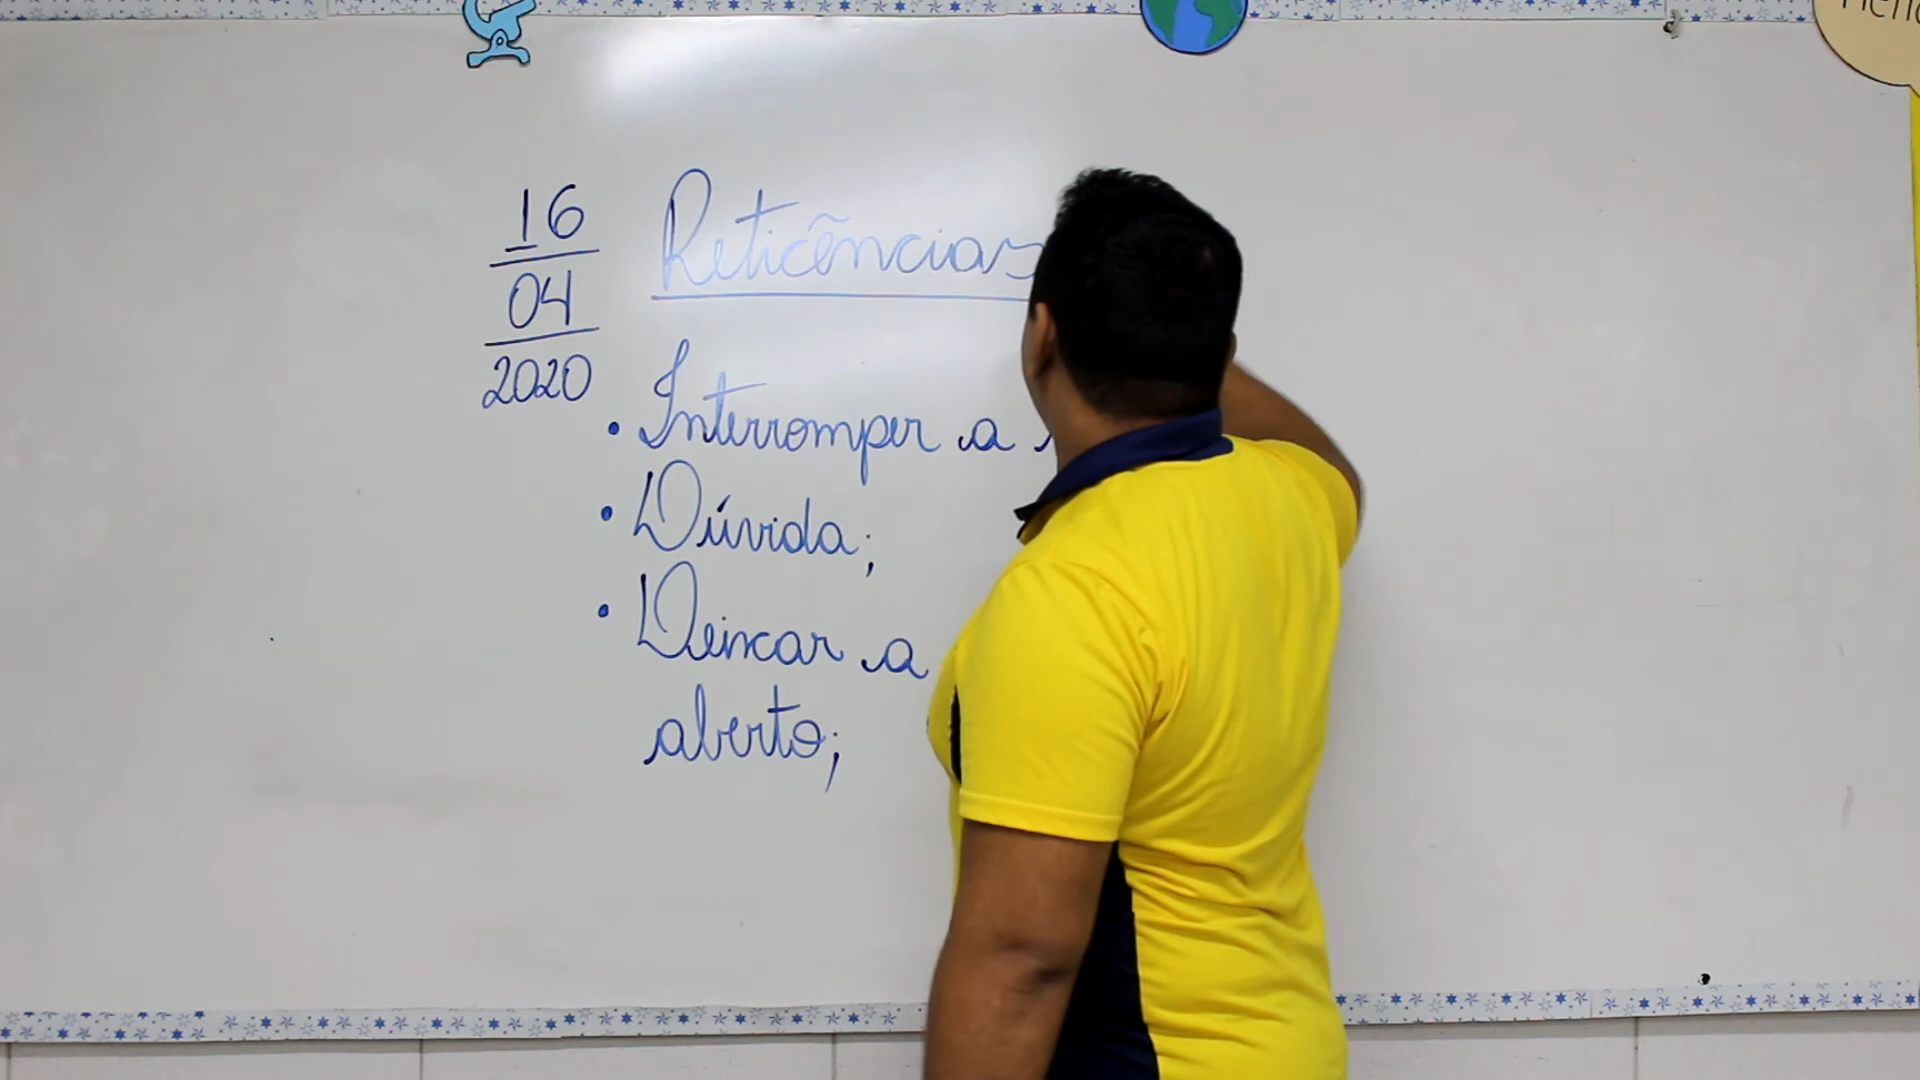 16
04
2020
Reticências
• Interromper a
• Dúvida;
• Deixar a
aberto;